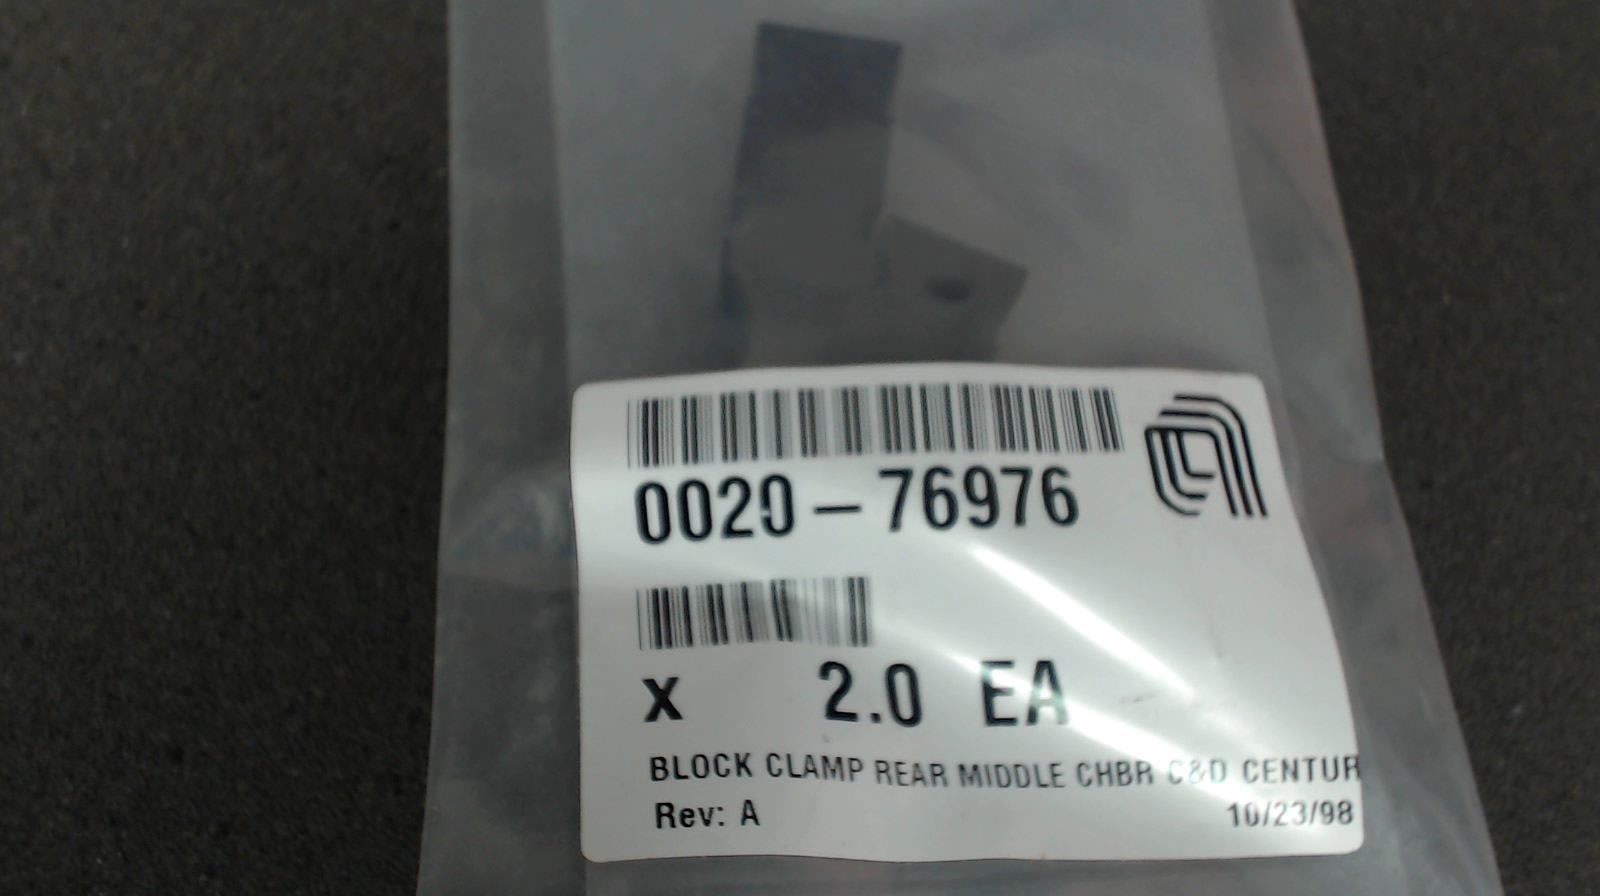 0020-76976
x 2.0 EA
BLOCK CLAMP REAR MIDDLE CHBR C&D CENTUR
Rev: A 10/23/98